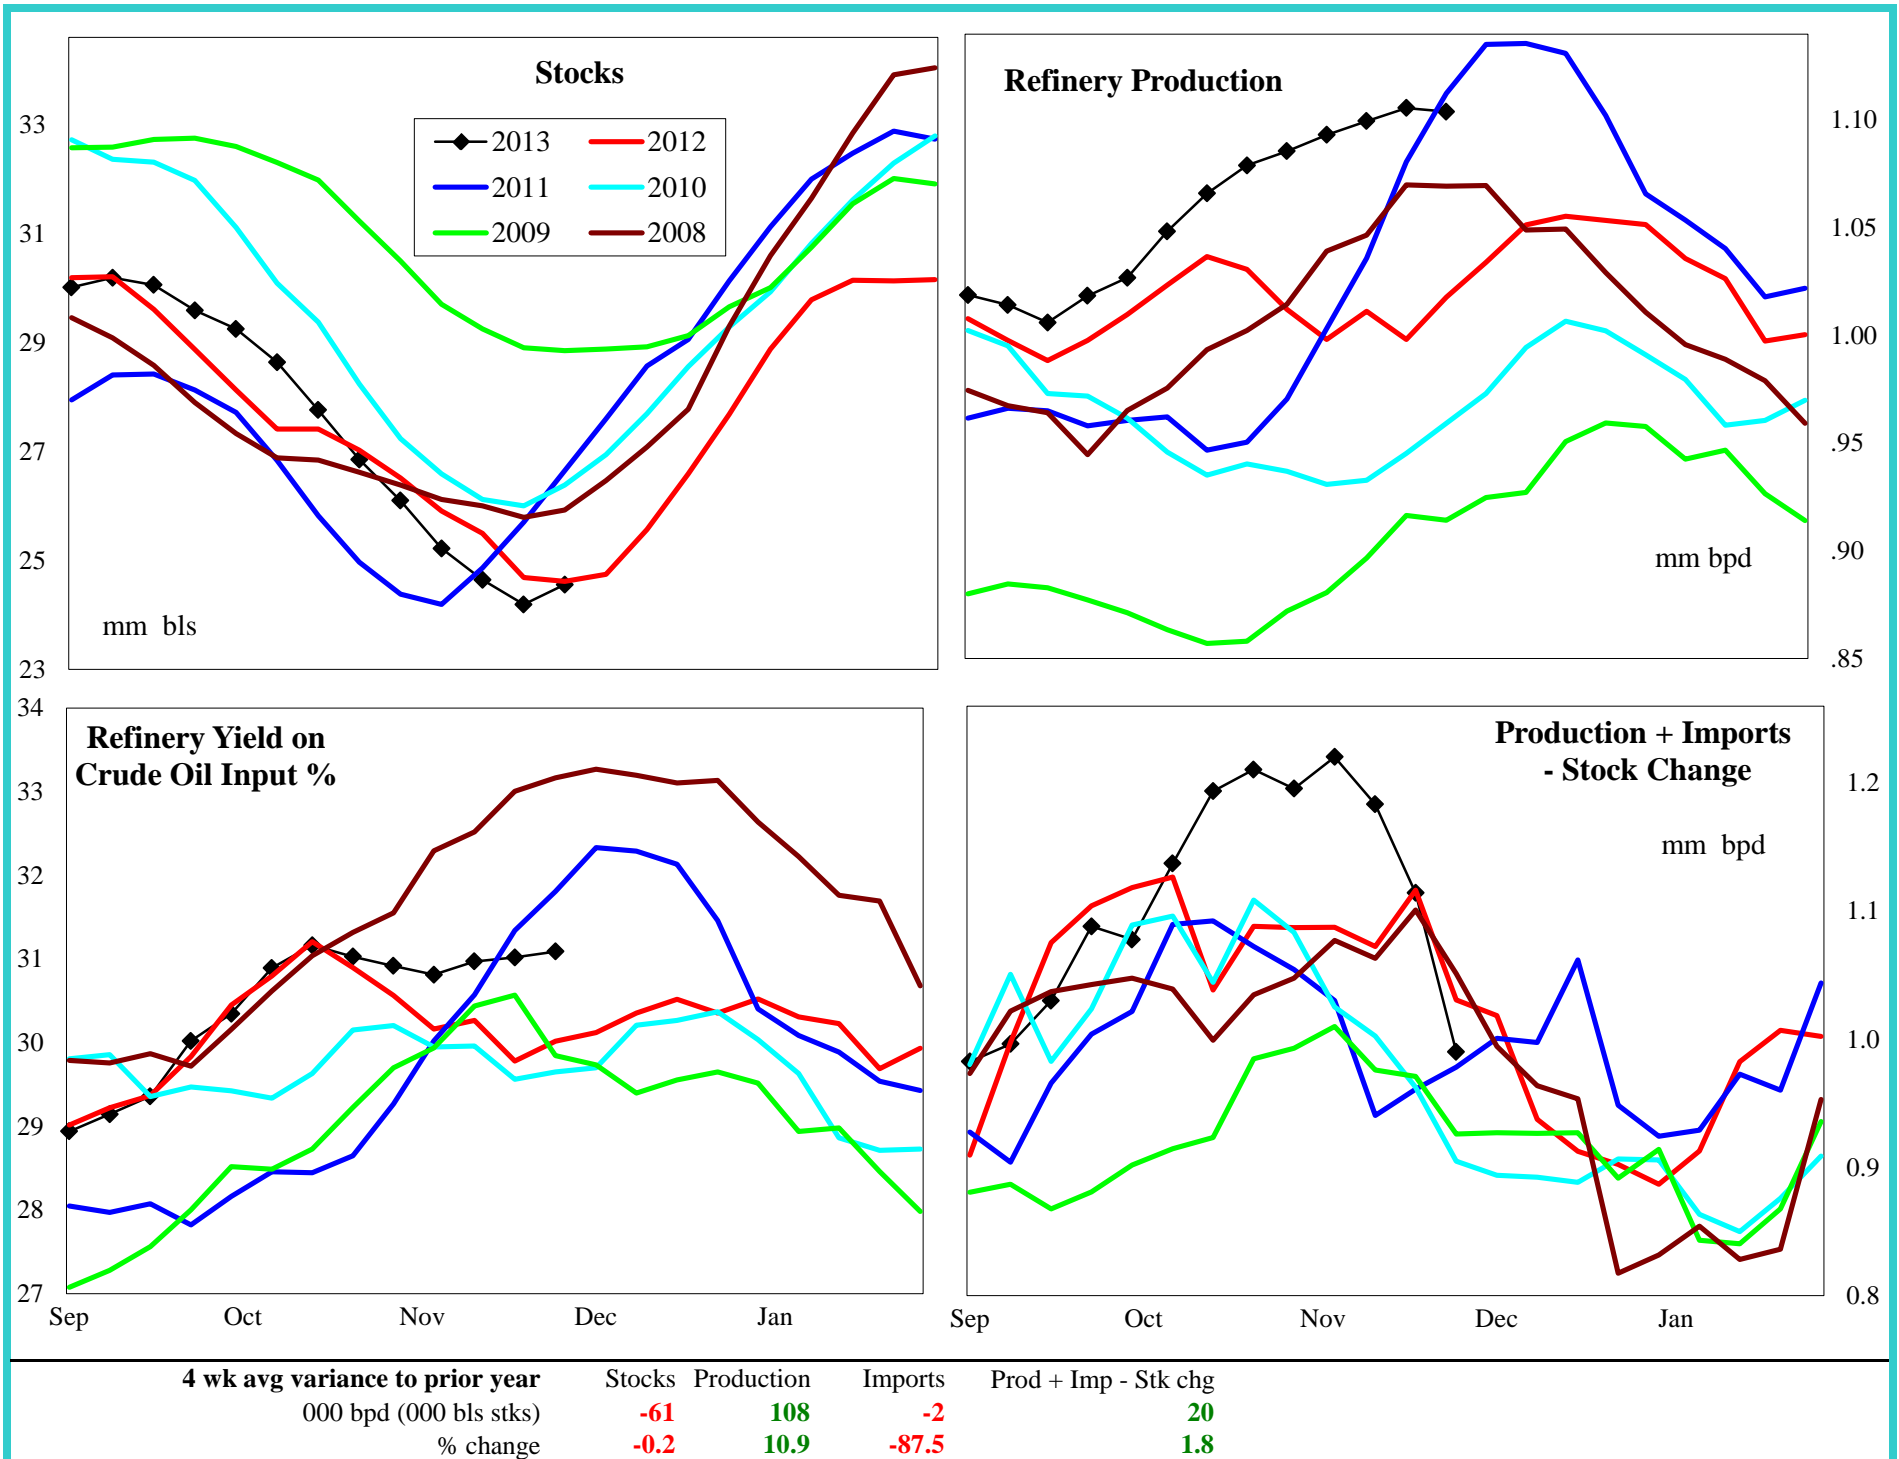 Stocks
33
31
29
27
25
23
2013 2012
2011 2010
2009 2008
mm bls
Refinery Production
1.10
1.05
1.00
.95
.90
.85
mm bpd
Refinery Yield on
Crude Oil Input %
34
33
32
31
30
29
28
27
Sep Oct Nov Dec Jan
Production + Imports
- Stock Change
mm bpd
1.2
1.1
1.0
0.9
0.8
Sep Oct Nov Dec Jan
4 wk avg variance to prior year Stocks Production Imports Prod + Imp - Stk chg
000 bpd (000 bls stks) -61 108 -2 20
% change -0.2 10.9 -87.5 1.8